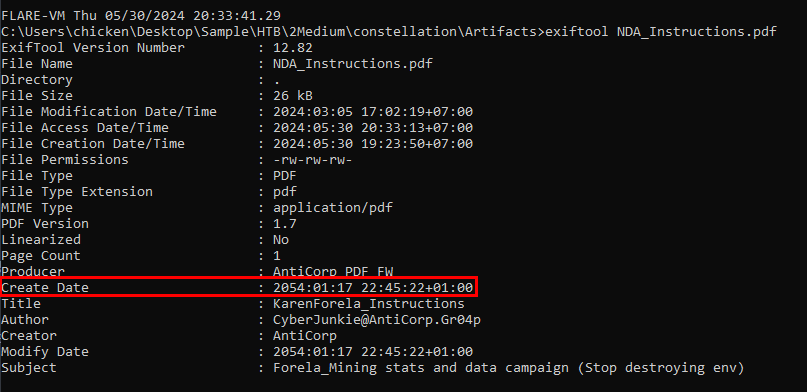 FLARE-VM Thu 05/30/2024 20:33:41.29
C:\Users\chicken\Desktop\Sample\HTB\2Medium\constellation\Artifacts>exiftool NDA_Instructions.pdf
ExifTool Version Number : 12.82
File Name : NDA_Instructions.pdf
Directory : .
File Size : 26 kB
File Modification Date/Time : 2024:03:05 17:02:19+07:00
File Access Date/Time : 2024:05:30 20:33:13+07:00
File Creation Date/Time : 2024:05:30 19:23:50+07:00
File Permissions : -rw-rw-rw-
File Type : PDF
File Type Extension : pdf
MIME Type : application/pdf
PDF Version : 1.7
Linearized : No
Page Count : 1
Producer : AntiCorp PDF FW
Create Date : 2054:01:17 22:45:22+01:00
Title : KarenForela_Instructions
Author : CyberJunkie@AntiCorp.Gr04p
Creator : AntiCorp
Modify Date : 2054:01:17 22:45:22+01:00
Subject : Forela_Mining stats and data campaign (Stop destroying env)